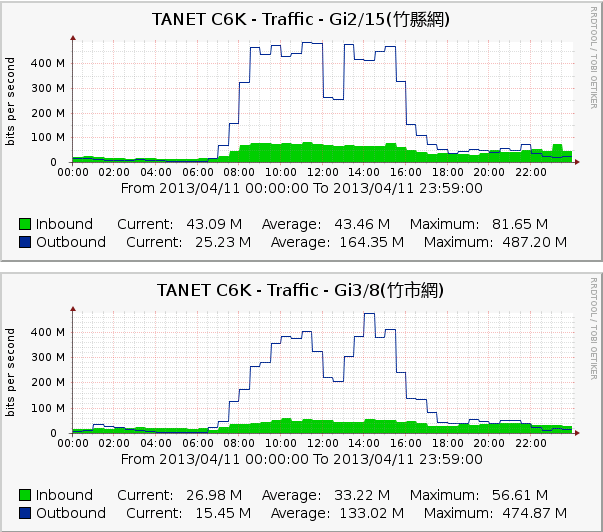 TANET C6K - Traffic - Gi2/15(竹縣網)
RRDTOOL / TOBI OETIKER
bits per second
400 M
300 M
200 M
100 M
0
00:00 02:00 04:00 06:00 08:00 10:00 12:00 14:00 16:00 18:00 20:00 22:00
From 2013/04/11 00:00:00 To 2013/04/11 23:59:00
Inbound Current: 43.09 M Average: 43.46 M Maximum: 81.65 M
Outbound Current: 25.23 M Average: 164.35 M Maximum: 487.20 M
TANET C6K - Traffic - Gi3/8(竹市網)
RRDTOOL / TOBI OETIKER
bits per second
400 M
300 M
200 M
100 M
0
00:00 02:00 04:00 06:00 08:00 10:00 12:00 14:00 16:00 18:00 20:00 22:00
From 2013/04/11 00:00:00 To 2013/04/11 23:59:00
Inbound Current: 26.98 M Average: 33.22 M Maximum: 56.61 M
Outbound Current: 15.45 M Average: 133.02 M Maximum: 474.87 M